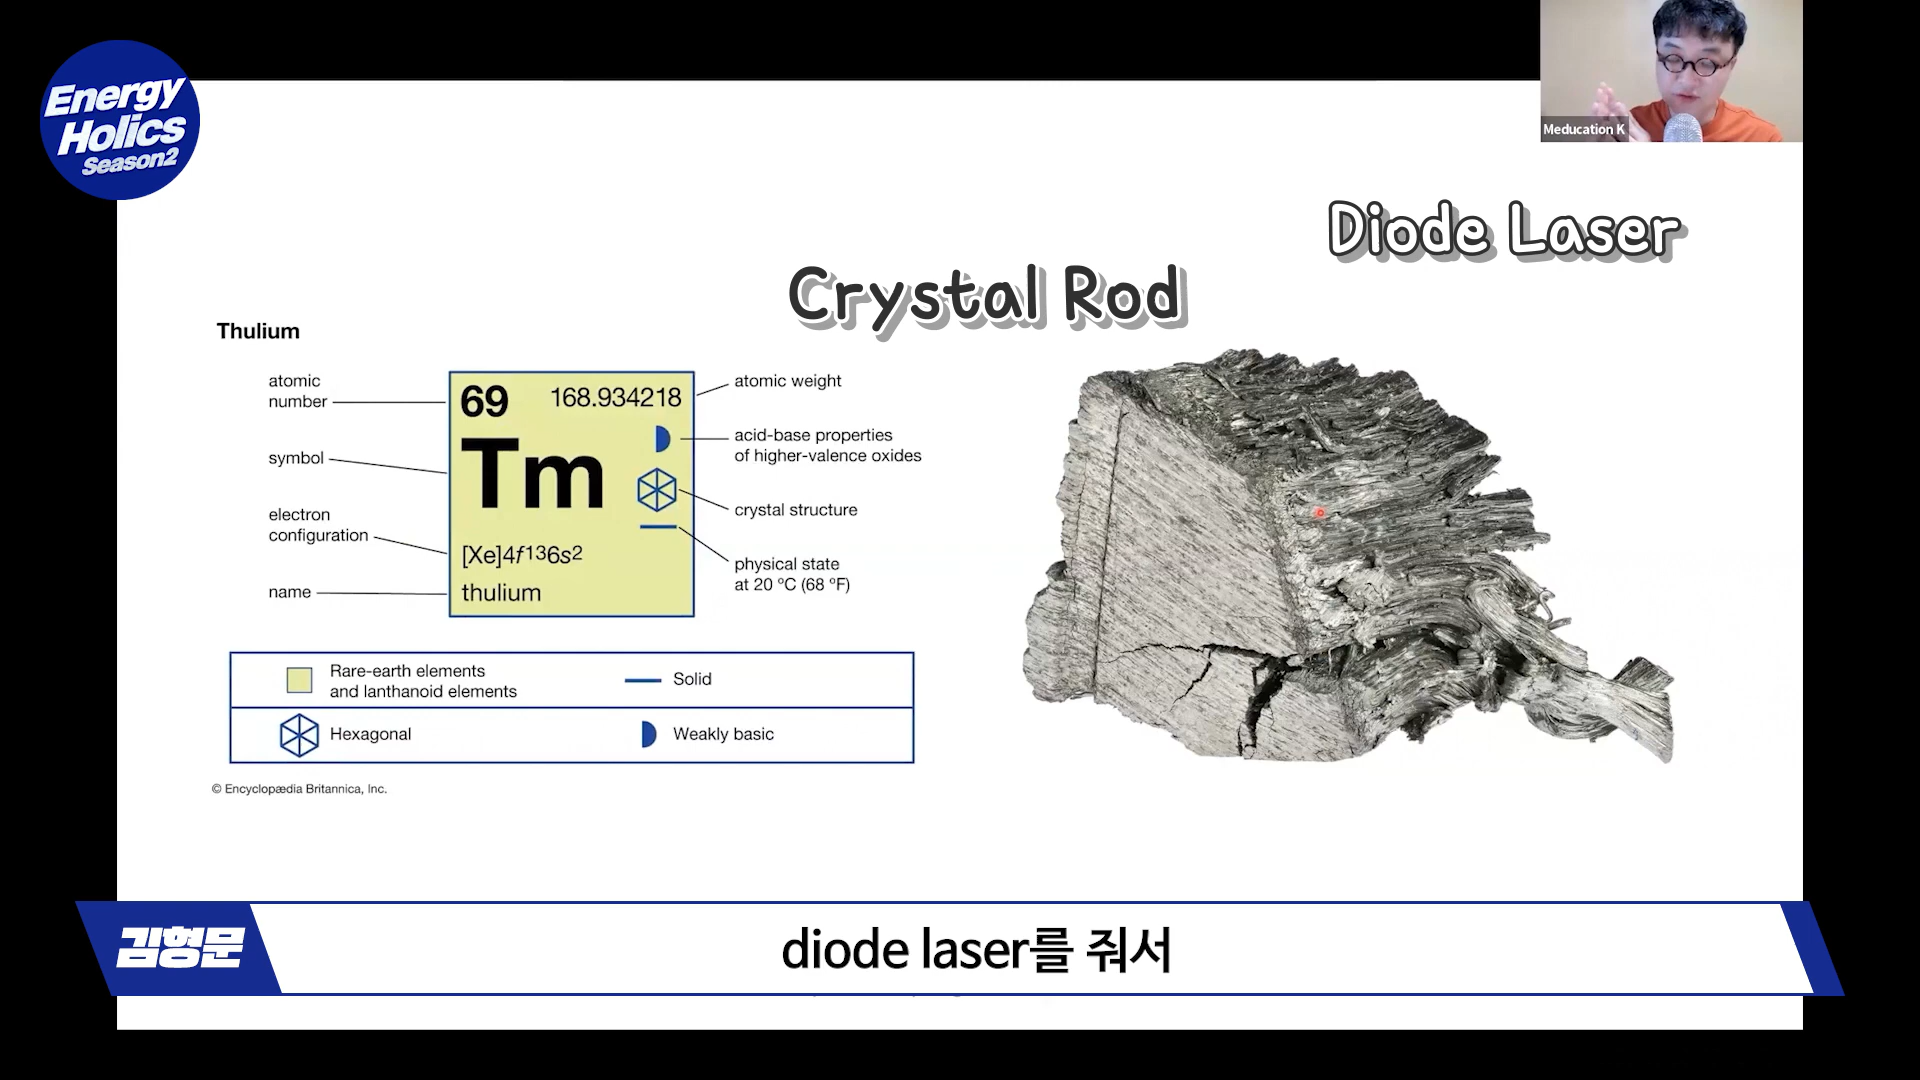 Energy
Holics
Season2
Meducation K
Diode Laser
Crystal Rod
Thulium
atomic
number
symbol
electron
configuration
name
69
168.934218
Tm
[Xe]4f136s2
thulium
atomic weight
acid-base properties
of higher-valence oxides
crystal structure
physical state
at 20 °C (68 °F)
Rare-earth elements
and lanthanoid elements
Solid
Hexagonal
Weakly basic
© Encyclopædia Britannica, Inc.
김형문
diode laser를 줘서